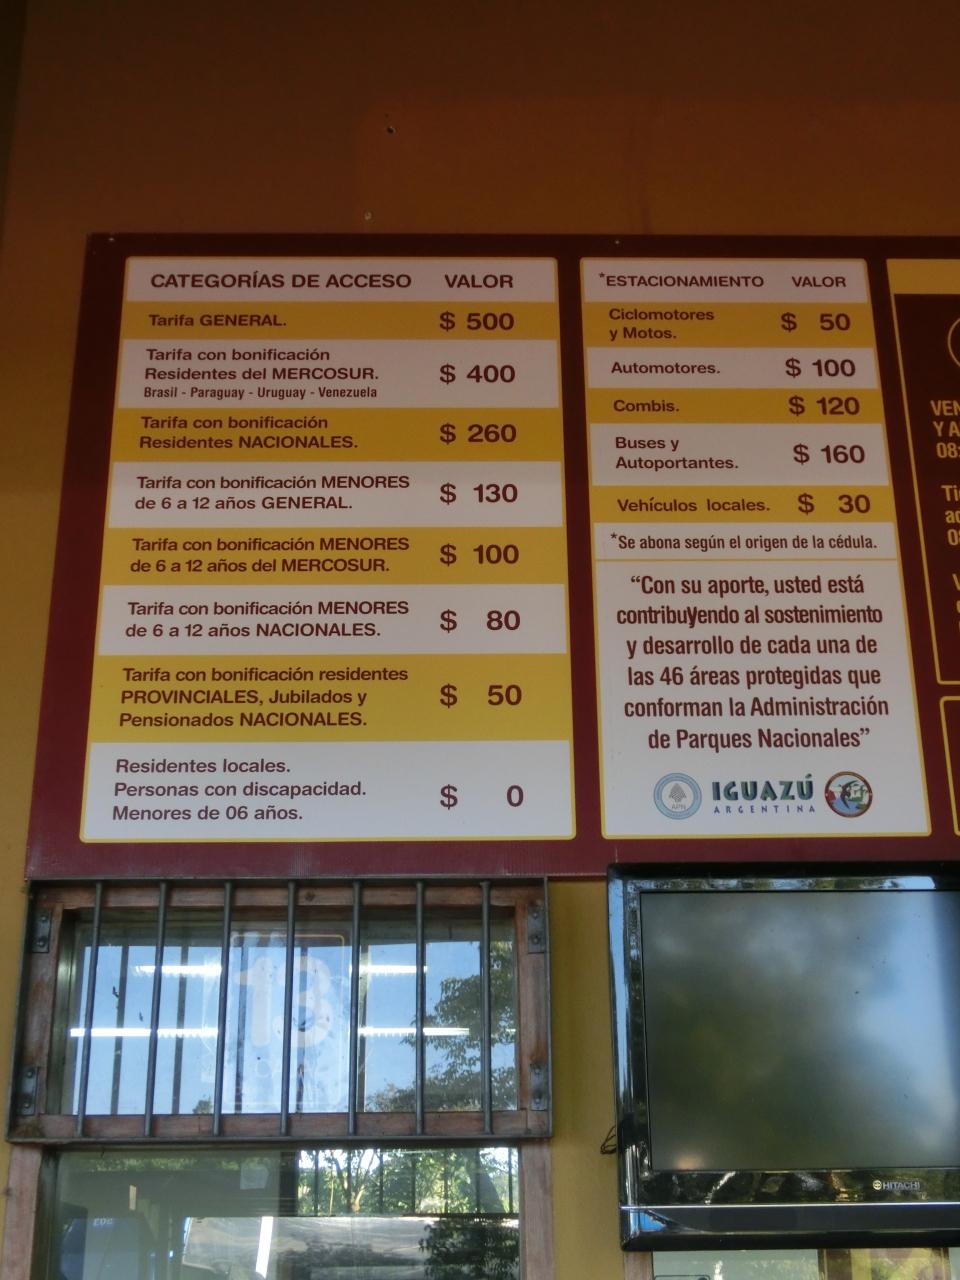 CATEGORÍAS DE ACCESO VALOR
Tarifa GENERAL. $ 500
Tarifa con bonificación
Residentes del MERCOSUR. $ 400
Brasil - Paraguay - Uruguay - Venezuela
Tarifa con bonificación
Residentes NACIONALES. $ 260
Tarifa con bonificación MENORES
de 6 a 12 años GENERAL. $ 130
Tarifa con bonificación MENORES
de 6 a 12 años del MERCOSUR. $ 100
Tarifa con bonificación MENORES
de 6 a 12 años NACIONALES. $ 80
Tarifa con bonificación residentes
PROVINCIALES, Jubilados y $ 50
Pensionados NACIONALES.
Residentes locales.
Personas con discapacidad. $ 0
Menores de 06 años.
*ESTACIONAMIENTO VALOR
Ciclomotores
y Motos. $ 50
Automotores. $ 100
Combis. $ 120
Buses y
Autoportantes. $ 160
Vehículos locales. $ 30
*Se abona según el origen de la cédula.
“Con su aporte, usted está
contribuyendo al sostenimiento
y desarrollo de cada una de
las 46 áreas protegidas que
conforman la Administración
de Parques Nacionales”
APN
IGUAZÚ
ARGENTINA
13
HITACHI